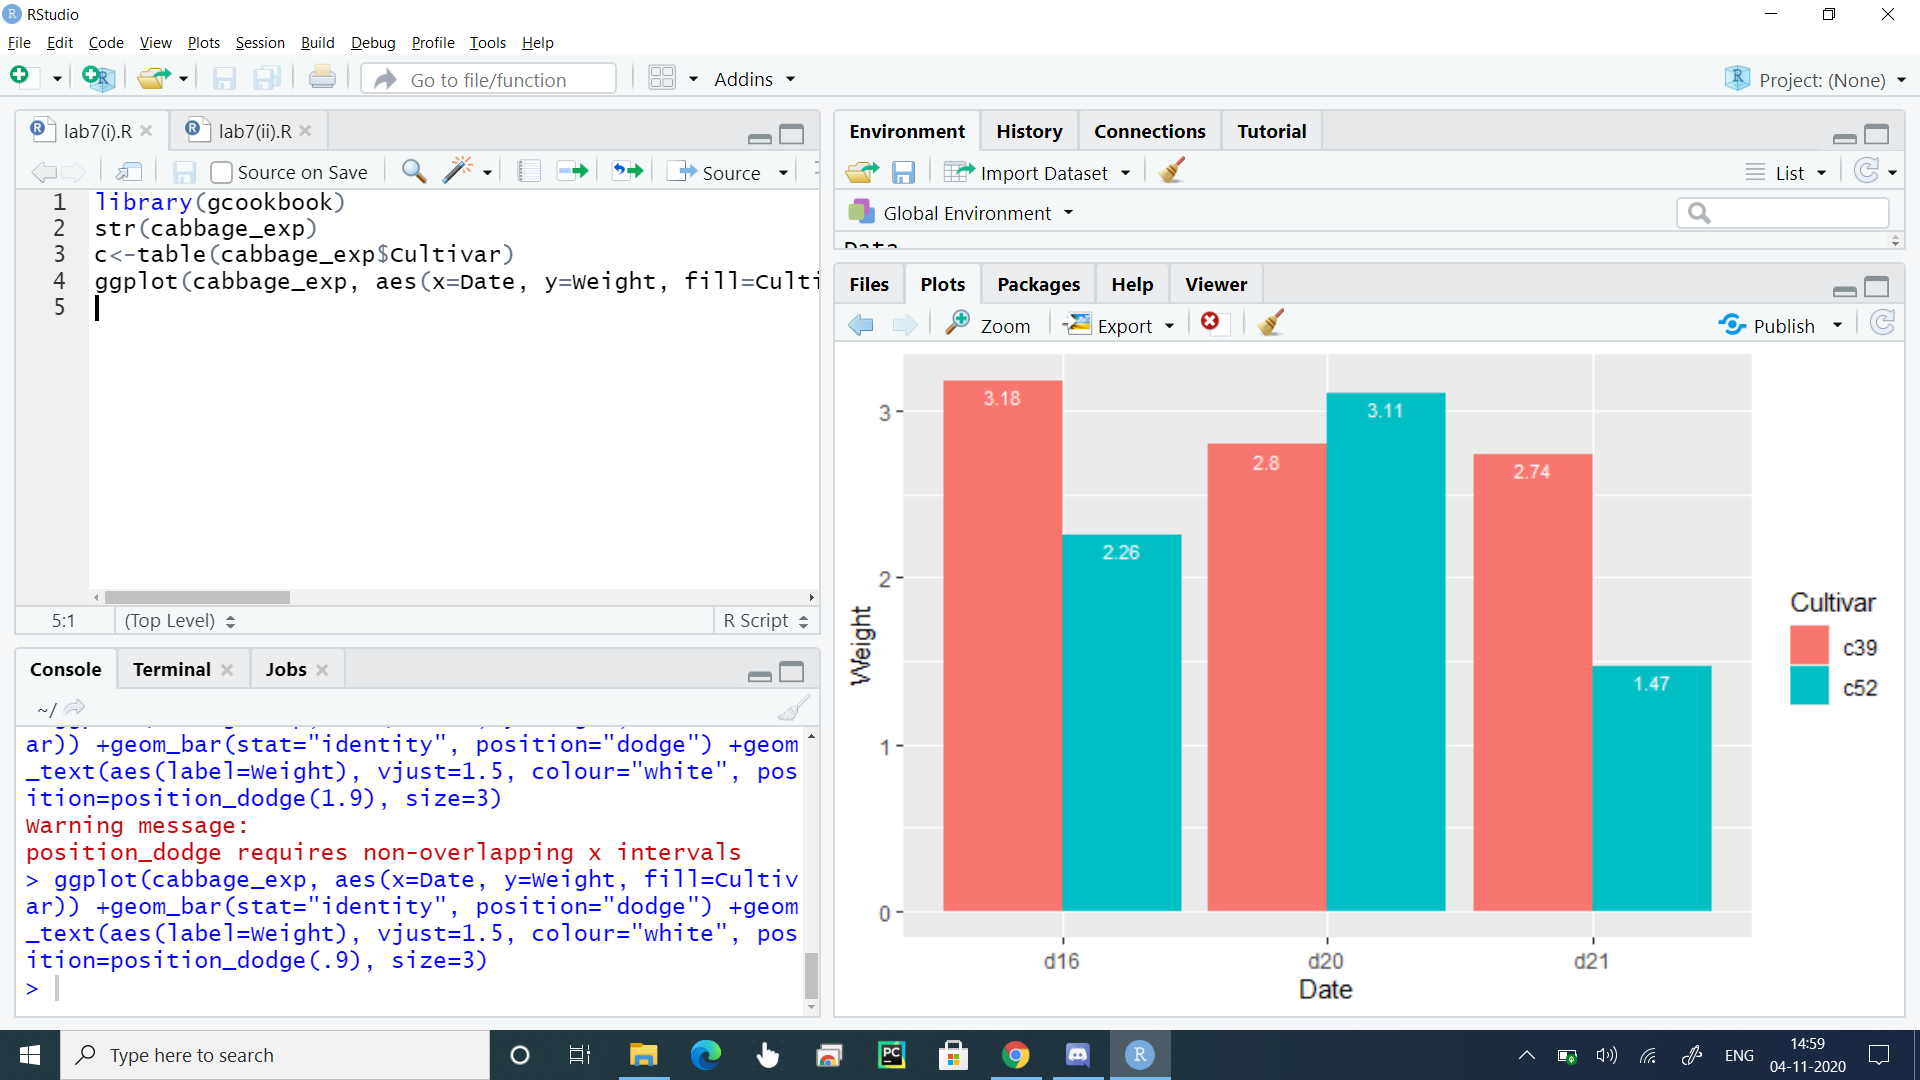 RStudio
File Edit Code View Plots Session Build Debug Profile Tools Help
Go to file/function Addins Project: (None)
lab7(i).R lab7(ii).R
Source on Save Source
1 library(gcookbook)
2 str(cabbage_exp)
3 c<-table(cabbage_exp$Cultivar)
4 ggplot(cabbage_exp, aes(x=Date, y=Weight, fill=Culti
5
5:1 (Top Level) R Script
Console Terminal Jobs
~/
ar)) +geom_bar(stat="identity", position="dodge") +geom
_text(aes(label=Weight), vjust=1.5, colour="white", pos
ition=position_dodge(1.9), size=3)
Warning message:
position_dodge requires non-overlapping x intervals
> ggplot(cabbage_exp, aes(x=Date, y=Weight, fill=Cultiv
ar)) +geom_bar(stat="identity", position="dodge") +geom
_text(aes(label=Weight), vjust=1.5, colour="white", pos
ition=position_dodge(.9), size=3)
>
Environment History Connections Tutorial
Import Dataset List
Global Environment
Data
Files Plots Packages Help Viewer
Zoom Export Publish
3.18 3.11
3 2.8 2.74
2.26
2
1.47
1
0
Weight
d16 d20 d21
Date
Cultivar
c39
c52
Type here to search
PC
R
ENG
14:59
04-11-2020